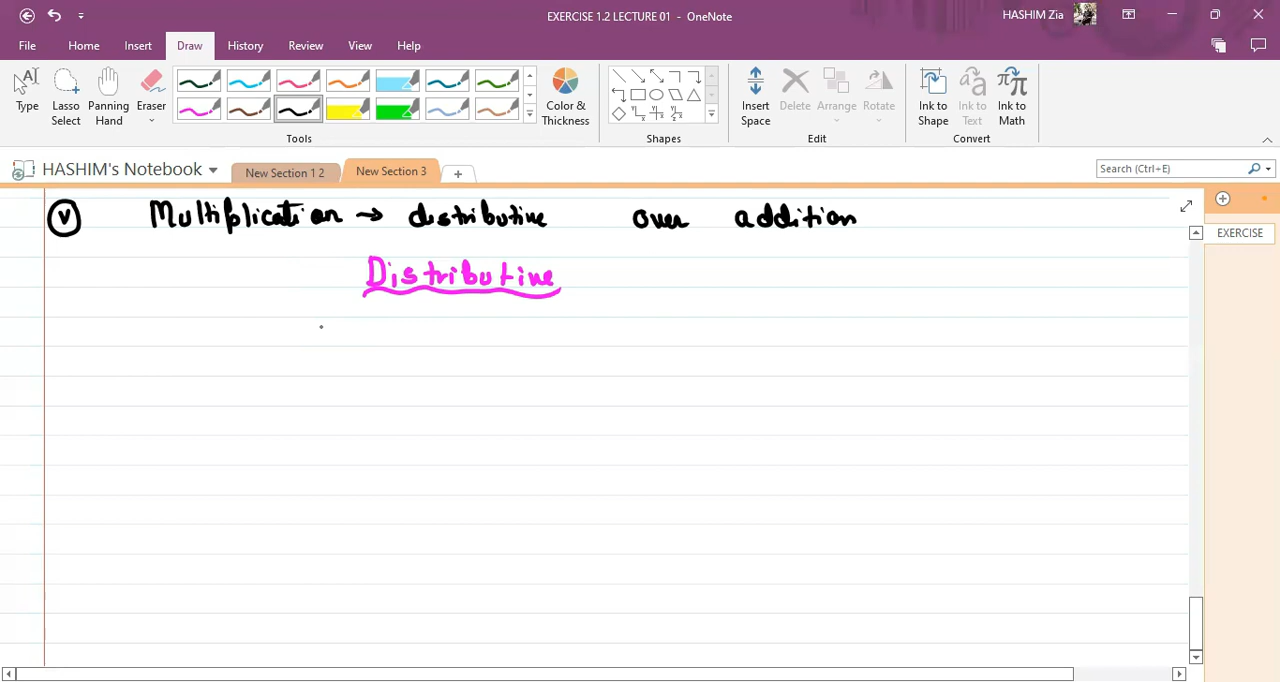 EXERCISE 1.2 LECTURE 01 - OneNote
HASHIM Zia
File Home Insert Draw History Review View Help
Type
Lasso Select
Panning Hand
Eraser
Color & Thickness
Insert Space
Delete
Arrange
Rotate
Ink to Shape
Ink to Text
Ink to Math
Tools Shapes Edit Convert
HASHIM's Notebook
New Section 1 2
New Section 3
Search (Ctrl+E)
EXERCISE
V Multiplication → distributive over addition
Distributive